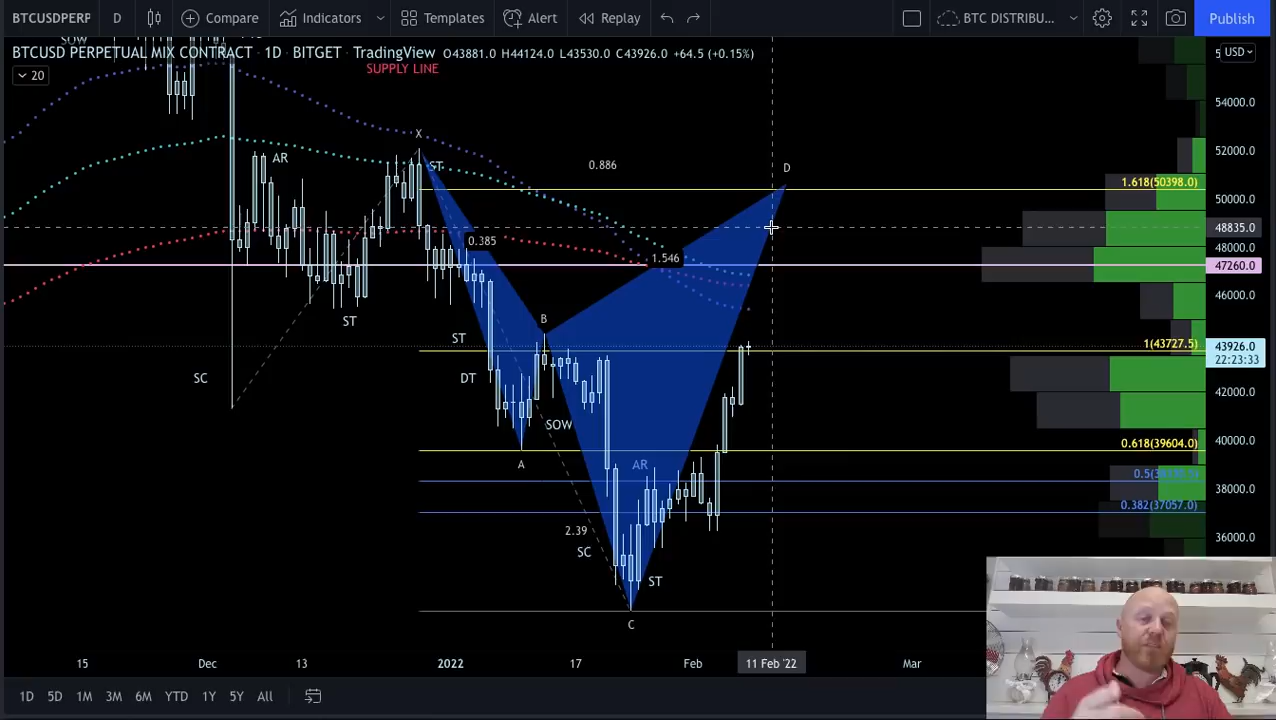 BTCUSDPERP D Compare Indicators Templates Alert Replay BTC DISTRIBU... Publish
SOW
BTCUSD PERPETUAL MIX CONTRACT · 1D · BITGET · TradingView O43881.0 H44124.0 L43530.0 C43926.0 +64.5 (+0.15%)
USD
SUPPLY LINE
20
54000.0
X
52000.0
AR
ST
0.886
D
1.618(50398.0)
50000.0
48835.0
0.385
48000.0
1.546
47260.0
46000.0
ST
B
ST
1(43727.5)
43926.0
22:23:33
SC
DT
42000.0
SOW
0.618(39604.0)
40000.0
A
AR
38000.0
0.382(37057.0)
2.39
36000.0
SC
ST
C
15 Dec 13 2022 17 Feb 11 Feb '22 Mar
1D 5D 1M 3M 6M YTD 1Y 5Y All